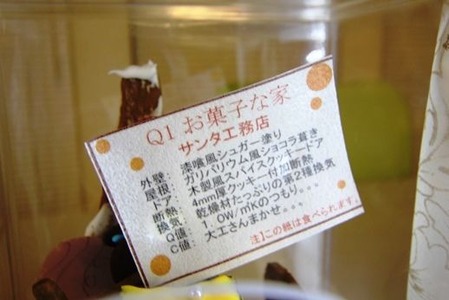 Q1 お菓子な家
サンタ工務店
外壁： 漆喰風シュガー塗り
屋根： ガリバリウム風ショコラ葺き
ドア： 木製風スパイスクッキードア
断熱： 4mm厚クッキー付加断熱
換気： 乾燥材たっぷりの第2種換気
Q値： 1.0W/㎡Kのつもり。。。
C値： 大工さんまかせ。。。
注】この紙は食べられます。